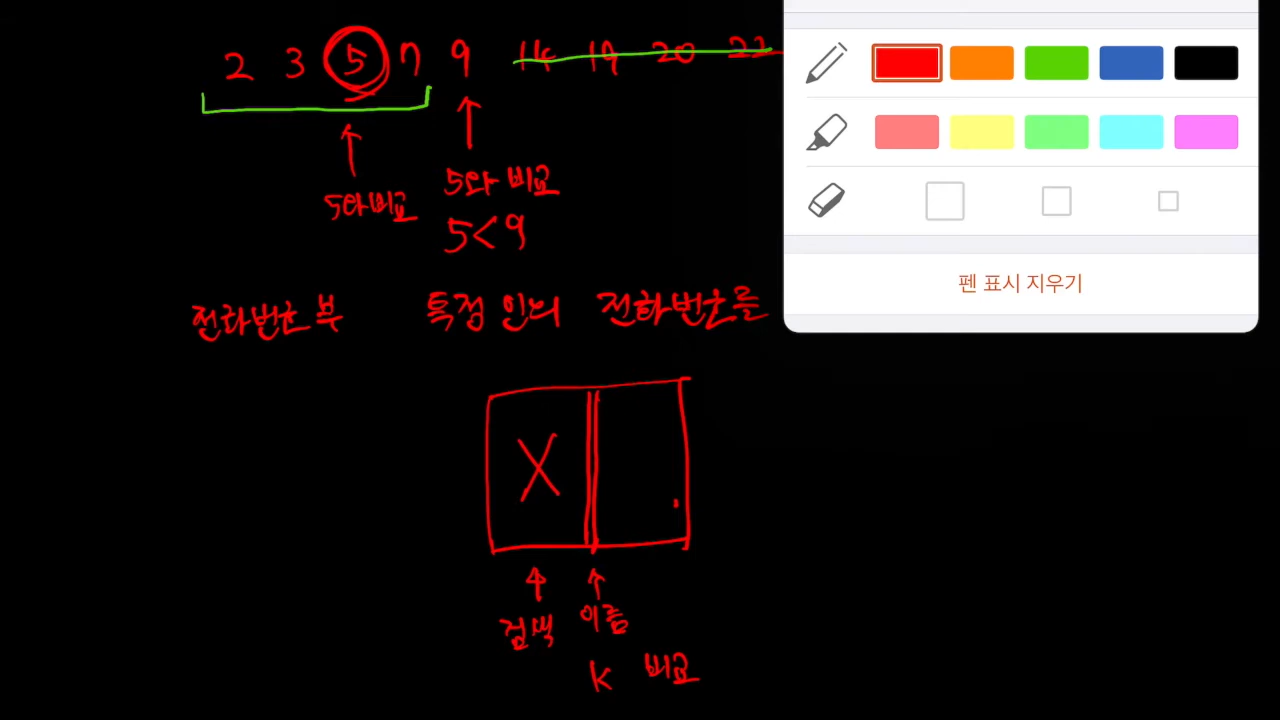 2 3 5 7 9 14 19 20 22
5와 비교
5와 비교
5<9
전화번호 부 특정 인의 전화번호를
펜 표시 지우기
X
검색
이름
k 비교